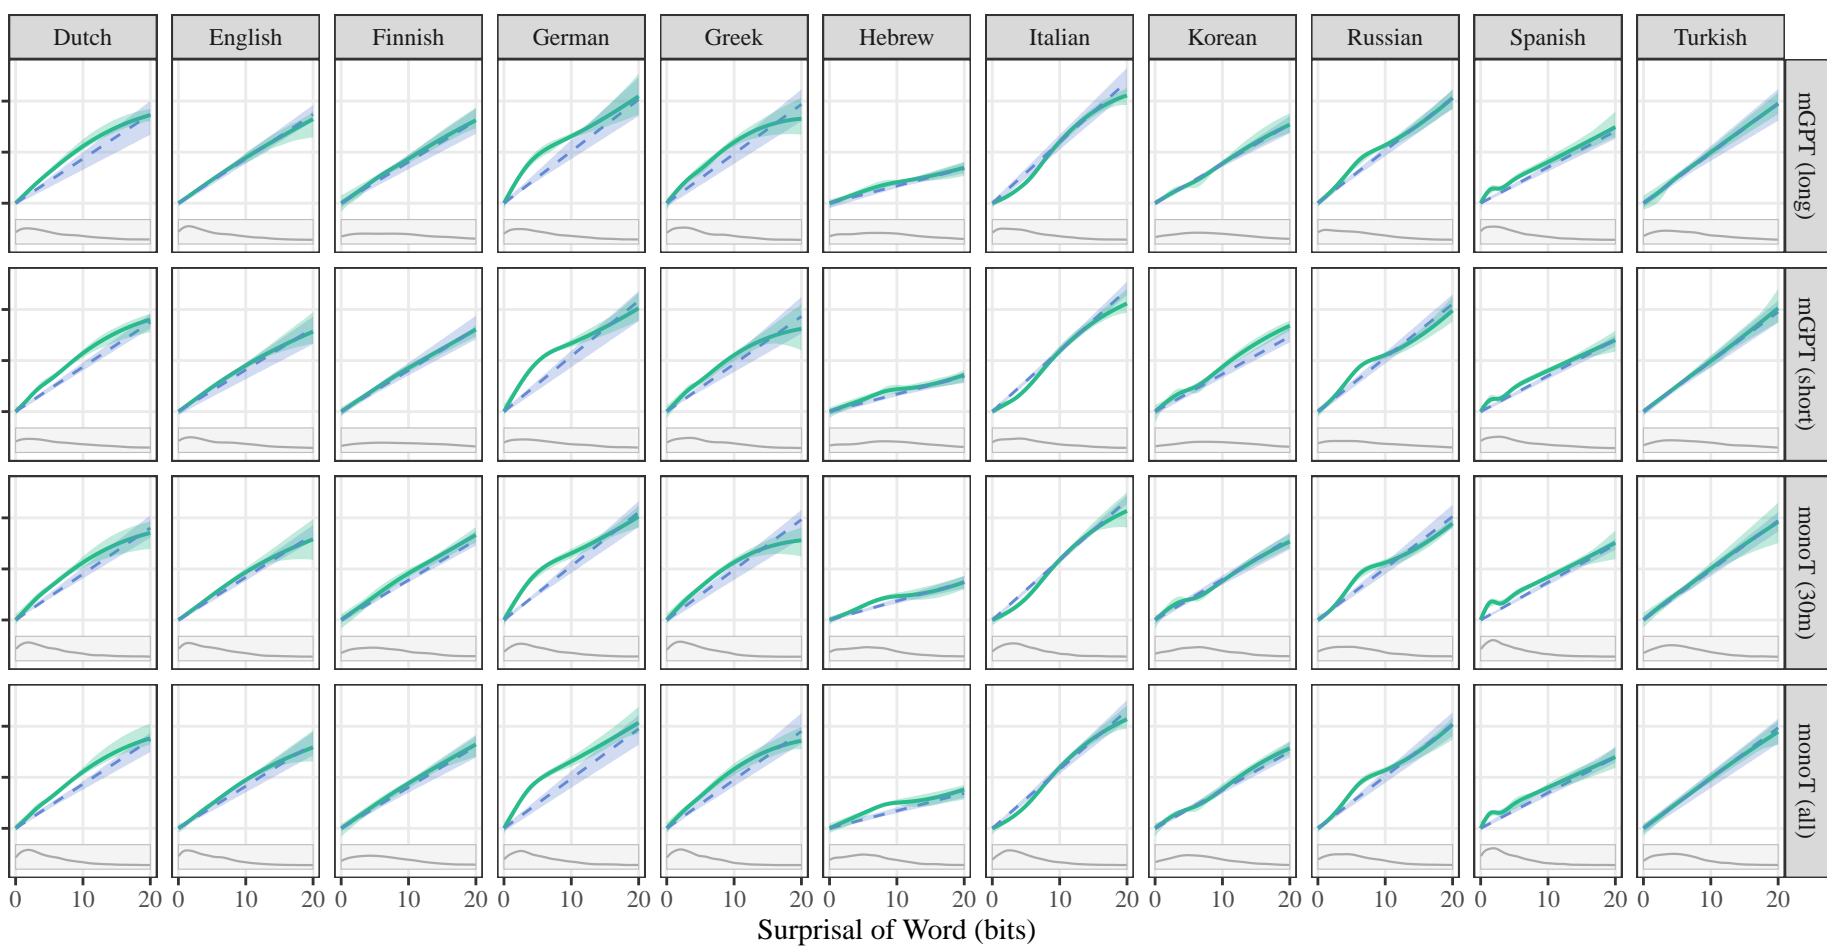 Dutch English Finnish German Greek Hebrew Italian Korean Russian Spanish Turkish
mGPT (long)
mGPT (short)
monoT (30m)
monoT (all)
0 10 20 0 10 20 0 10 20 0 10 20 0 10 20 0 10 20 0 10 20 0 10 20 0 10 20 0 10 20 0 10 20
Surprisal of Word (bits)